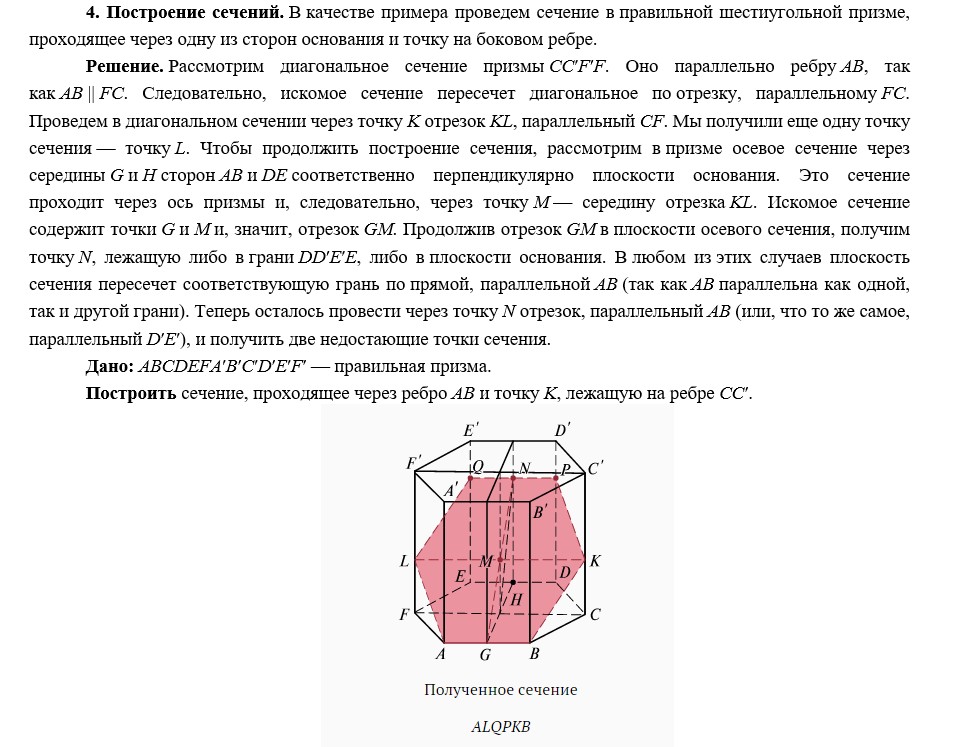 4. Построение сечений. В качестве примера проведем сечение в правильной шестиугольной призме,
проходящее через одну из сторон основания и точку на боковом ребре.
Решение. Рассмотрим диагональное сечение призмы CC'F'F. Оно параллельно ребру AB, так
как AB || FC. Следовательно, искомое сечение пересечет диагональное по отрезку, параллельному FC.
Проведем в диагональном сечении через точку K отрезок KL, параллельный CF. Мы получили еще одну точку
сечения — точку L. Чтобы продолжить построение сечения, рассмотрим в призме осевое сечение через
середины G и H сторон AB и DE соответственно перпендикулярно плоскости основания. Это сечение
проходит через ось призмы и, следовательно, через точку M — середину отрезка KL. Искомое сечение
содержит точки G и M и, значит, отрезок GM. Продолжив отрезок GM в плоскости осевого сечения, получим
точку N, лежащую либо в грани DD'E'E, либо в плоскости основания. В любом из этих случаев плоскость
сечения пересечет соответствующую грань по прямой, параллельной AB (так как AB параллельна как одной,
так и другой грани). Теперь осталось провести через точку N отрезок, параллельный AB (или, что то же самое,
параллельный D'E'), и получить две недостающие точки сечения.
Дано: ABCDEFA'B'C'D'E'F' — правильная призма.
Построить сечение, проходящее через ребро AB и точку K, лежащую на ребре CC'.
E' D'
F' Q N P C'
A' B'
L M K
E D
H
F C
A G B
Полученное сечение
ALQPKB